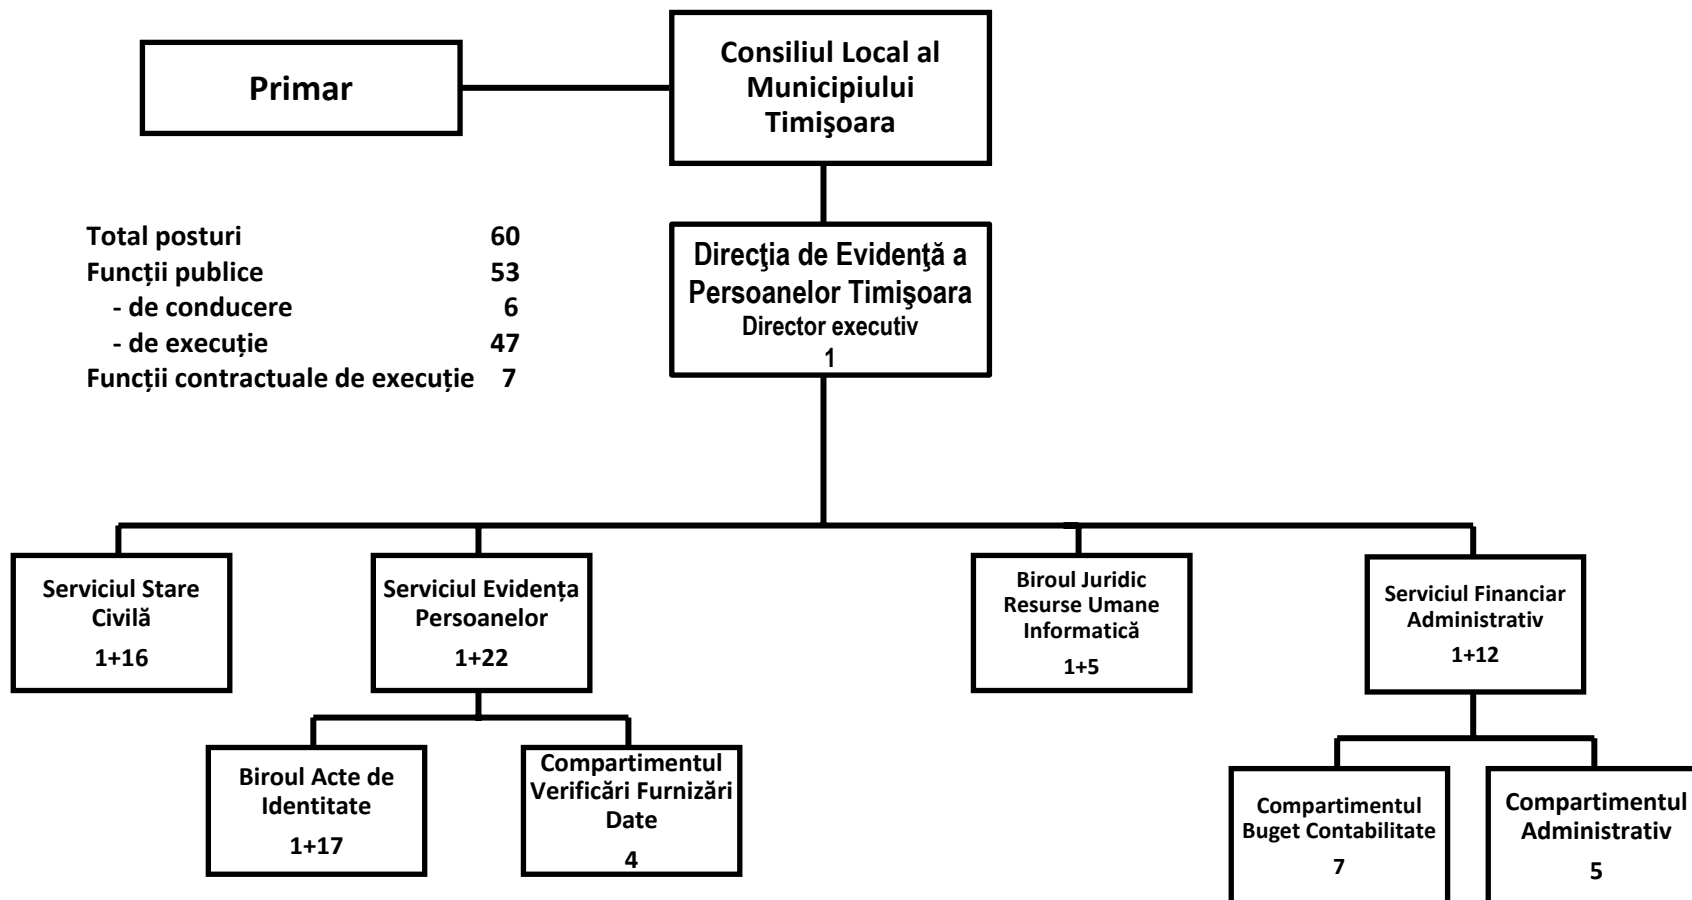 Primar
Consiliul Local al
Municipiului
Timişoara
Total posturi 60
Funcții publice 53
- de conducere 6
- de execuție 47
Funcții contractuale de execuție 7
Direcţia de Evidenţă a
Persoanelor Timişoara
Director executiv
1
Serviciul Stare
Civilă
1+16
Serviciul Evidența
Persoanelor
1+22
Biroul Juridic
Resurse Umane
Informatică
1+5
Serviciul Financiar
Administrativ
1+12
Biroul Acte de
Identitate
1+17
Compartimentul
Verificări Furnizări
Date
4
Compartimentul
Buget Contabilitate
7
Compartimentul
Administrativ
5